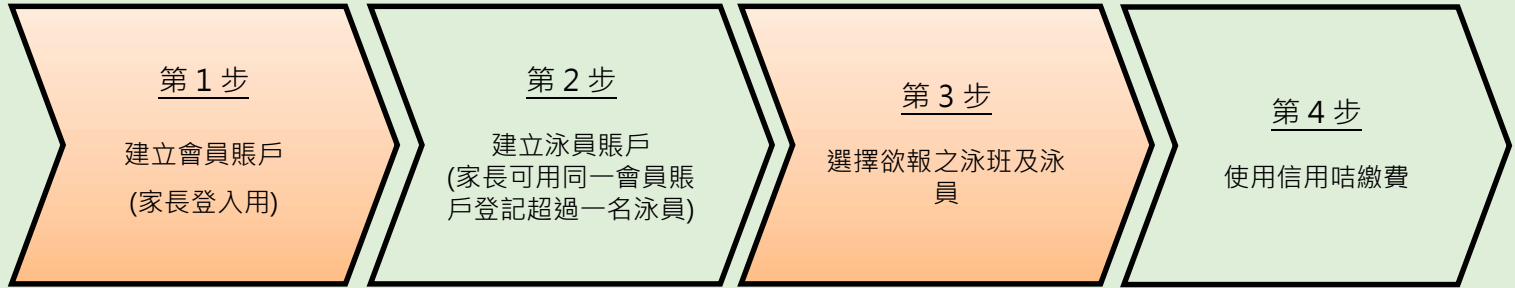 第 1 步
建立會員賬戶
(家長登入用)
第 2 步
建立泳員賬戶
(家長可用同一會員賬
戶登記超過一名泳員)
第 3 步
選擇欲報之泳班及泳
員
第 4 步
使用信用咭繳費